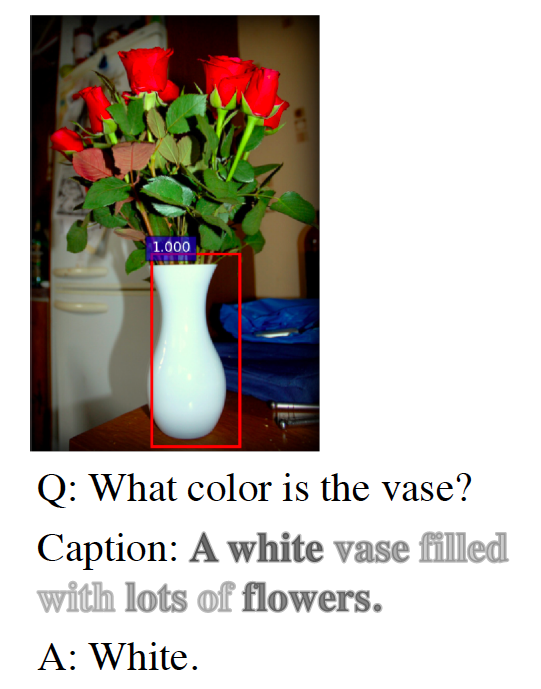 1.000
Q: What color is the vase?
Caption: A white vase filled
with lots of flowers.
A: White.